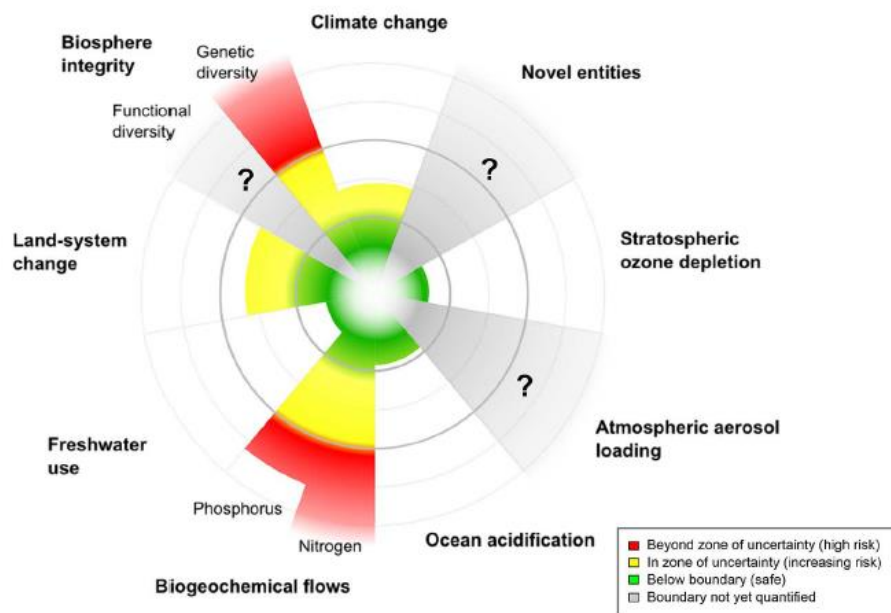 Climate change
Biosphere
integrity
Genetic
diversity
Novel entities
Functional
diversity
?
?
Land-system
change
Stratospheric
ozone depletion
?
Freshwater
use
Atmospheric aerosol
loading
Phosphorus
Nitrogen
Ocean acidification
Biogeochemical flows
Beyond zone of uncertainty (high risk)
In zone of uncertainty (increasing risk)
Below boundary (safe)
Boundary not yet quantified